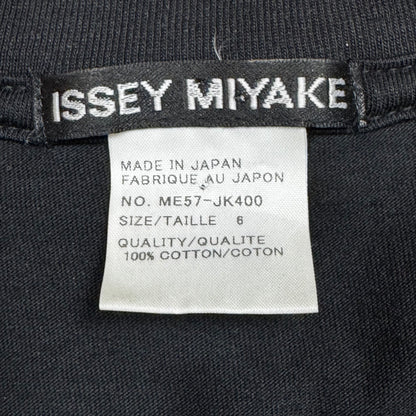 ISSEY MIYAKE
MADE IN JAPAN
FABRIQUE AU JAPON
NO. ME57-JK400
SIZE/TAILLE 6
QUALITY/QUALITE
100% COTTON/COTON